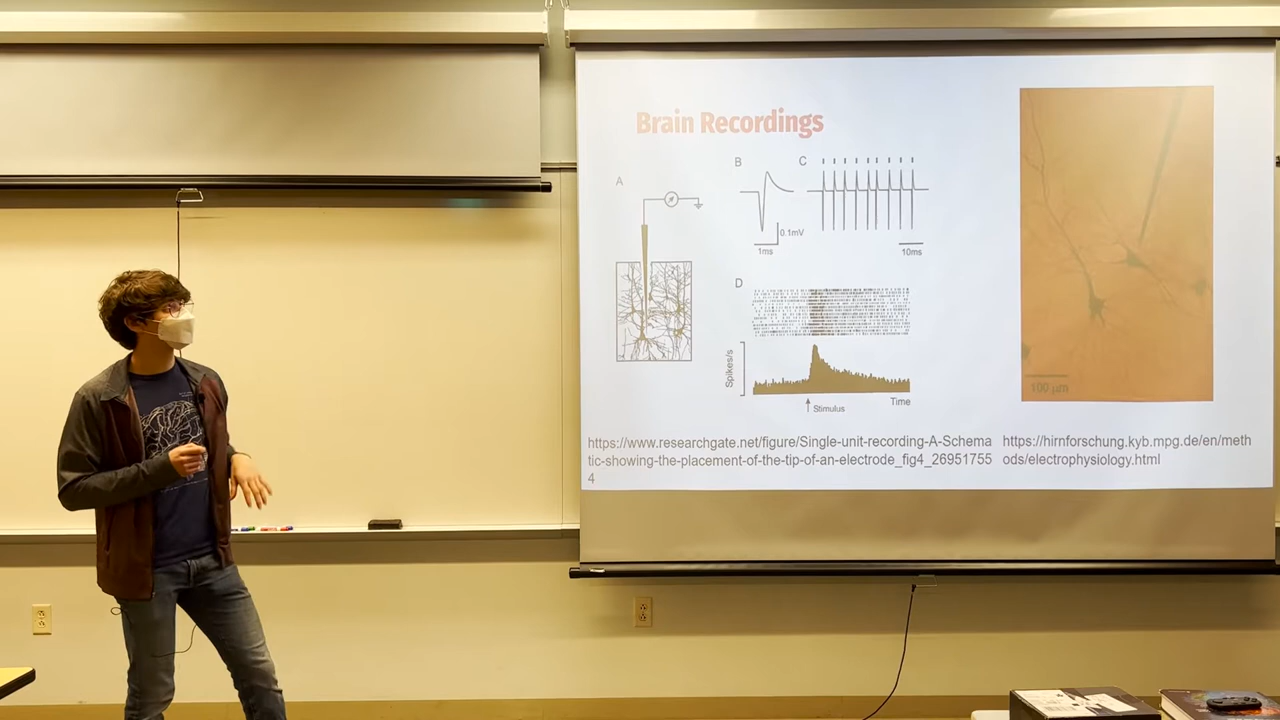 Brain Recordings
A
B
C
0.1mV
1ms
10ms
D
Spikes/s
Time
Stimulus
100 µm
https://www.researchgate.net/figure/Single-unit-recording-A-Schema
tic-showing-the-placement-of-the-tip-of-an-electrode_fig4_26951755
4
https://hirnforschung.kyb.mpg.de/en/meth
ods/electrophysiology.html